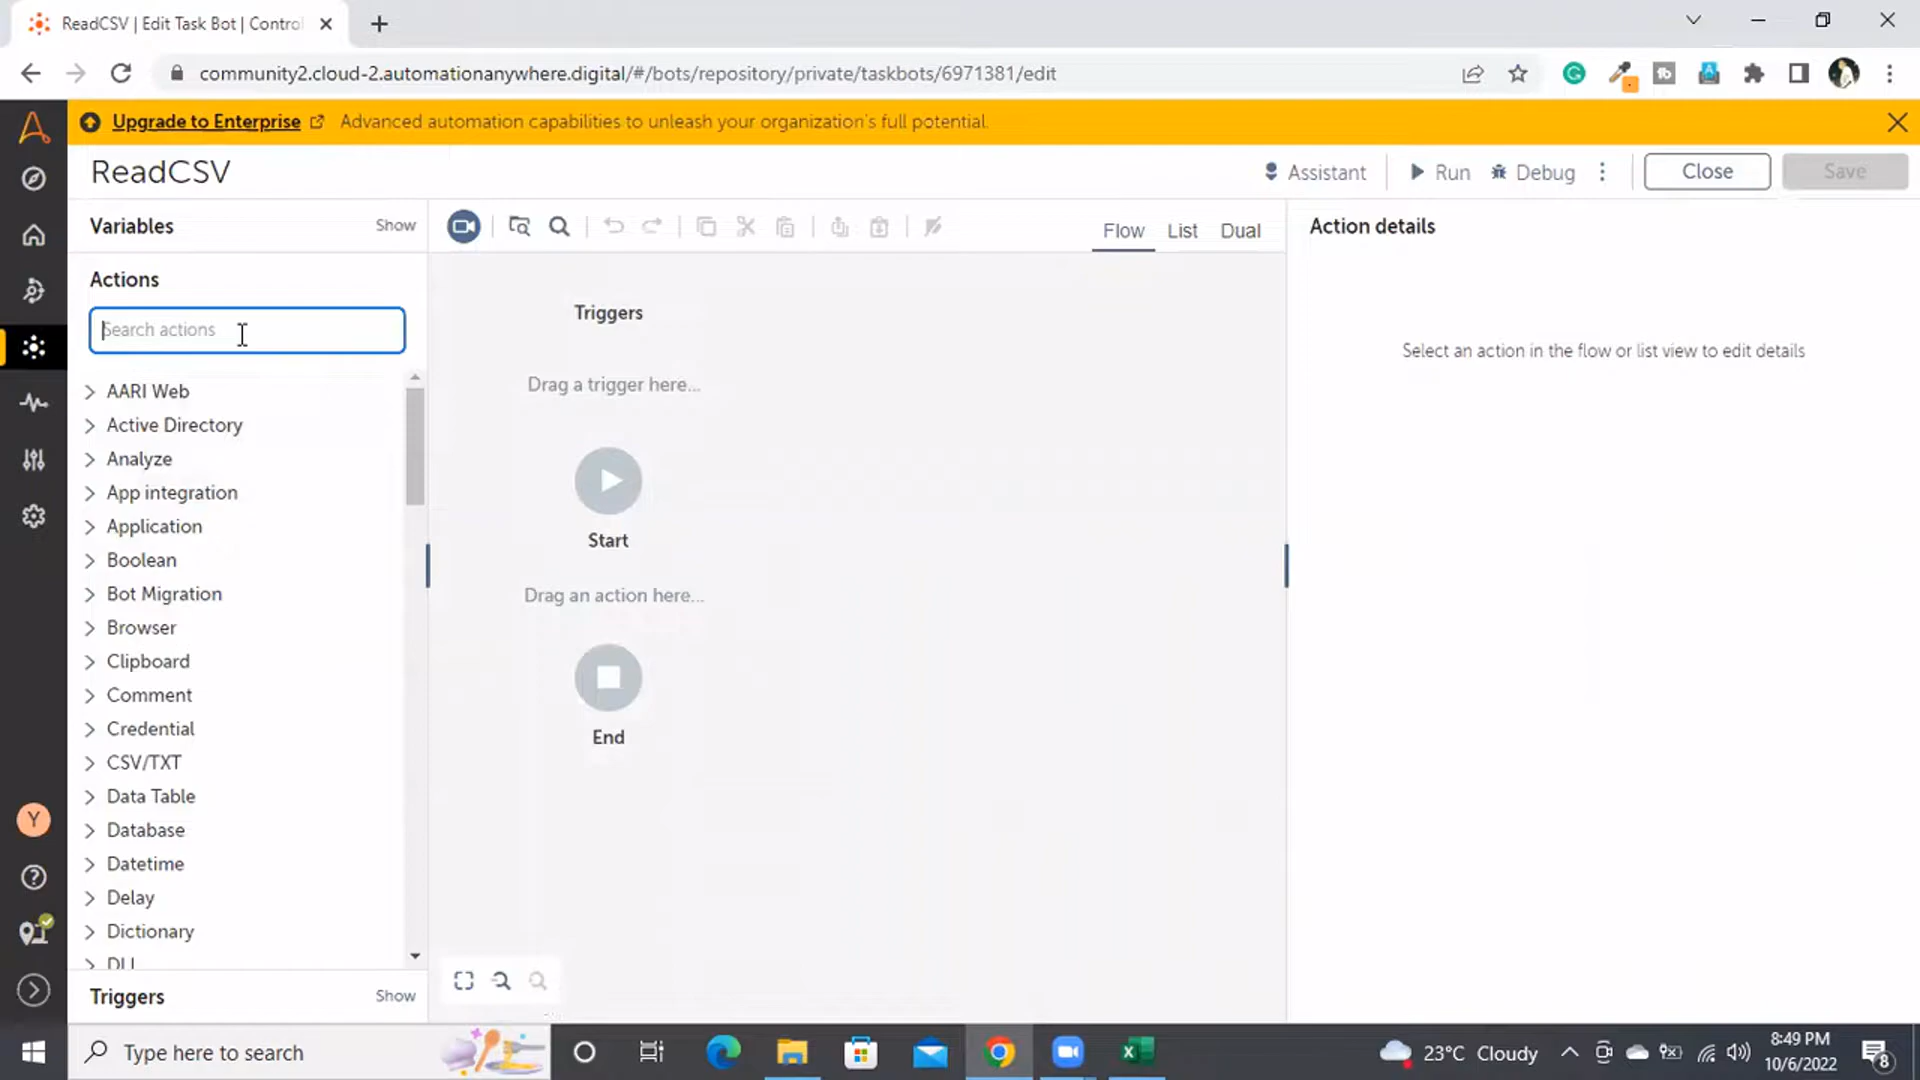 ReadCSV | Edit Task Bot | Contro
community2.cloud-2.automationanywhere.digital/#/bots/repository/private/taskbots/6971381/edit
Upgrade to Enterprise Advanced automation capabilities to unleash your organization's full potential.
ReadCSV
Assistant Run Debug Close Save
Variables Show
Flow List Dual
Action details
Actions
Search actions
Triggers
Select an action in the flow or list view to edit details
Drag a trigger here...
Start
Drag an action here...
End
AARI Web
Active Directory
Analyze
App integration
Application
Boolean
Bot Migration
Browser
Clipboard
Comment
Credential
CSV/TXT
Data Table
Database
Datetime
Delay
Dictionary
DLL
Y
Triggers Show
Type here to search
23°C Cloudy
8:49 PM
10/6/2022
8